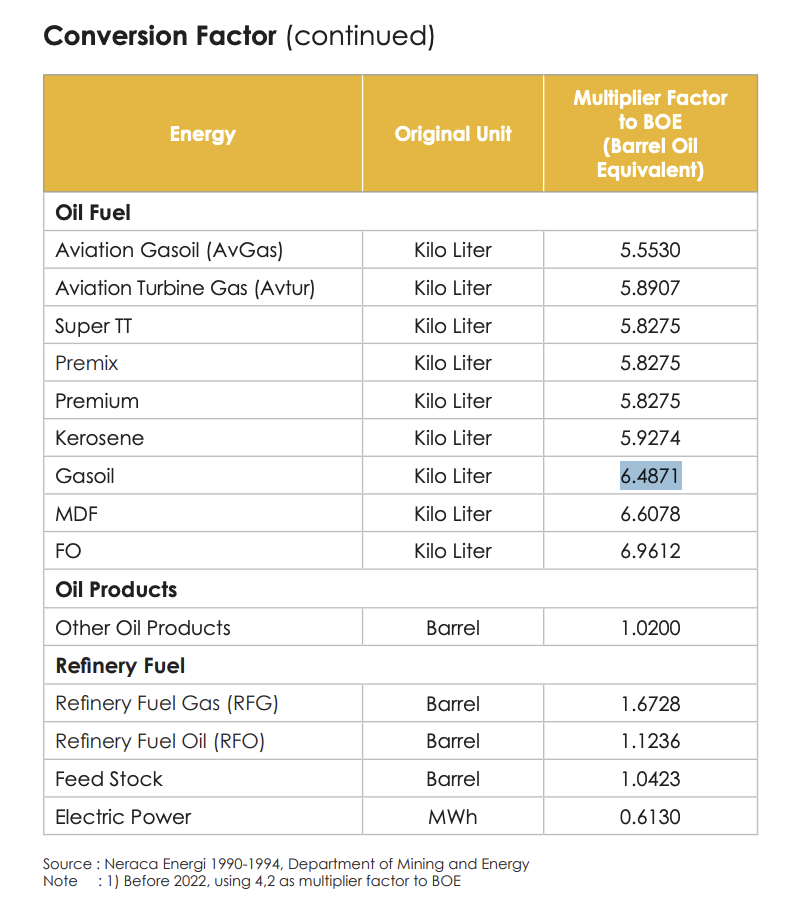 Conversion Factor (continued)
Energy Original Unit Multiplier Factor
to BOE
(Barrel Oil
Equivalent)
Oil Fuel
Aviation Gasoil (AvGas) Kilo Liter 5.5530
Aviation Turbine Gas (Avtur) Kilo Liter 5.8907
Super TT Kilo Liter 5.8275
Premix Kilo Liter 5.8275
Premium Kilo Liter 5.8275
Kerosene Kilo Liter 5.9274
Gasoil Kilo Liter 6.4871
MDF Kilo Liter 6.6078
FO Kilo Liter 6.9612
Oil Products
Other Oil Products Barrel 1.0200
Refinery Fuel
Refinery Fuel Gas (RFG) Barrel 1.6728
Refinery Fuel Oil (RFO) Barrel 1.1236
Feed Stock Barrel 1.0423
Electric Power MWh 0.6130
Source : Neraca Energi 1990-1994, Department of Mining and Energy
Note : 1) Before 2022, using 4,2 as multiplier factor to BOE